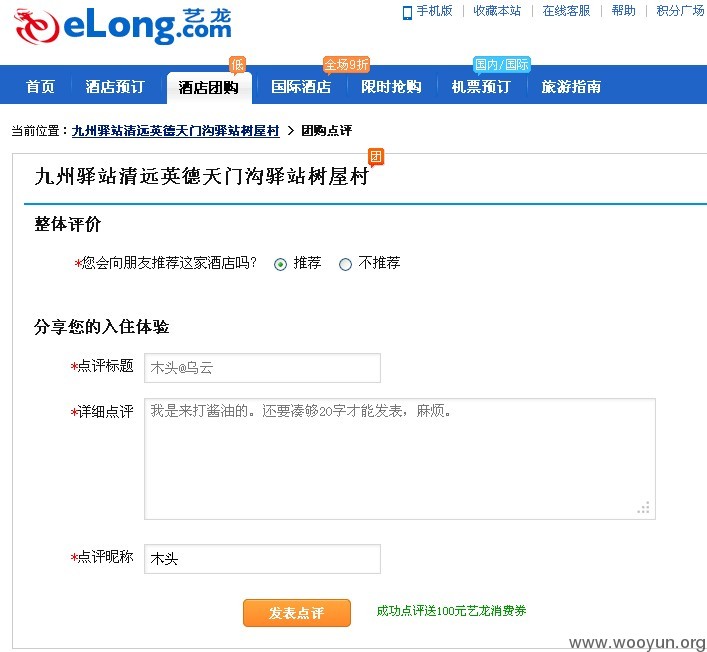 eLong艺龙.com
手机版 | 收藏本站 | 在线客服 | 帮助 | 积分广场
低 全场9折 国内/国际
首页 酒店预订 酒店团购 国际酒店 限时抢购 机票预订 旅游指南
当前位置：九州驿站清远英德天门沟驿站树屋村 > 团购点评
九州驿站清远英德天门沟驿站树屋村 团
整体评价
*您会向朋友推荐这家酒店吗? 推荐 不推荐
分享您的入住体验
*点评标题 木头@乌云
*详细点评 我是来打酱油的。还要凑够20字才能发表，麻烦。
*点评昵称 木头
发表点评 成功点评送100元艺龙消费券
www.wooyun.org